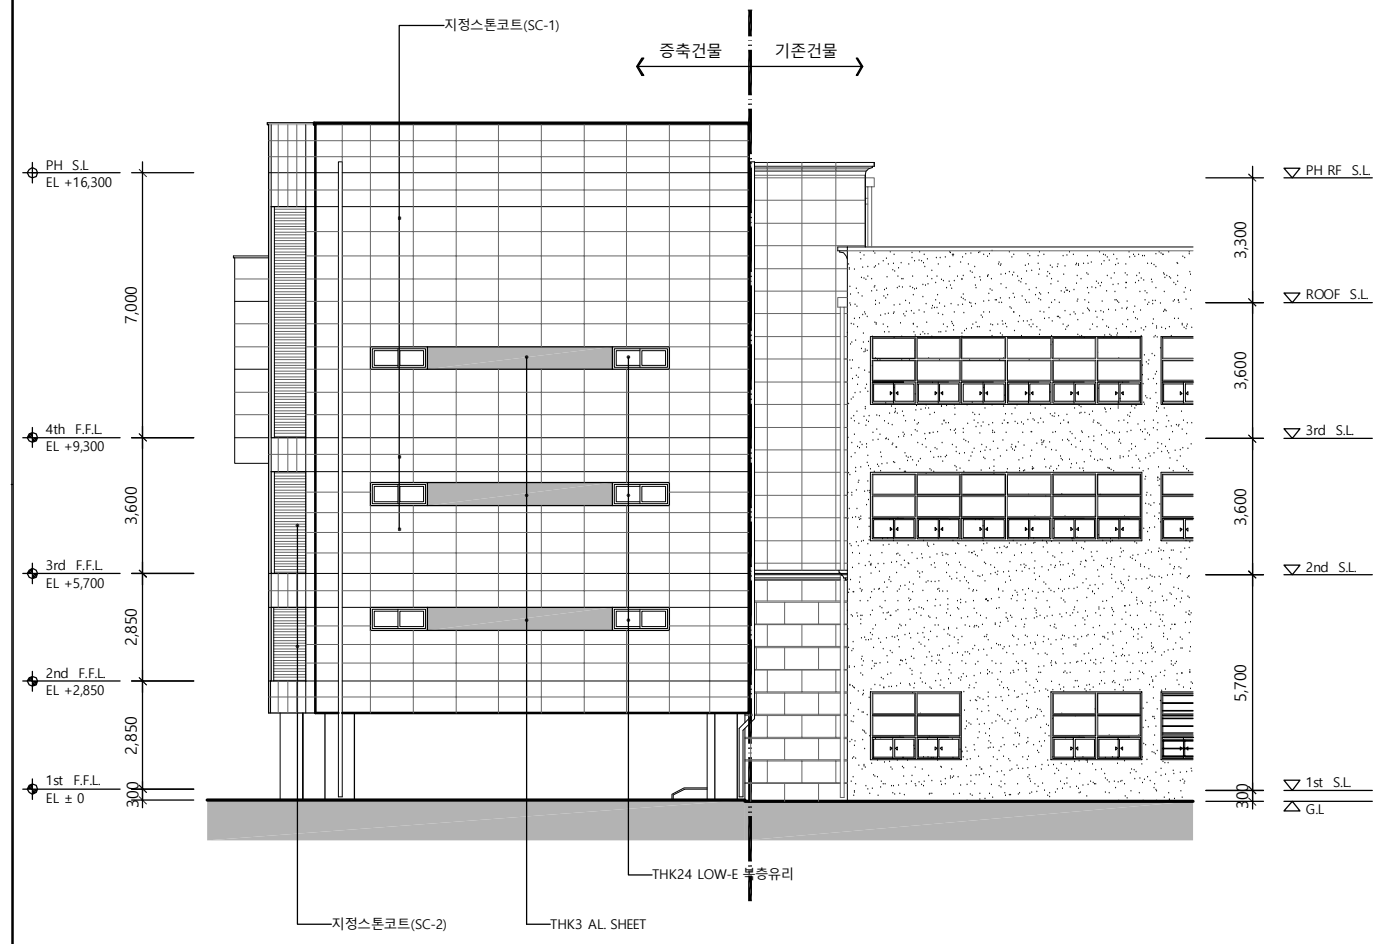 지정스톤코트(SC-1)
증축건물
기존건물
PH S.L
EL +16,300
PH RF S.L
3,300
7,000
ROOF S.L
3,600
4th F.F.L
EL +9,300
3rd S.L
3,600
3,600
3rd F.F.L
EL +5,700
2nd S.L
2,850
2nd F.F.L
EL +2,850
5,700
2,850
1st F.F.L
EL ± 0
300
300
1st S.L
G.L
THK24 LOW-E 복층유리
지정스톤코트(SC-2)
THK3 AL. SHEET